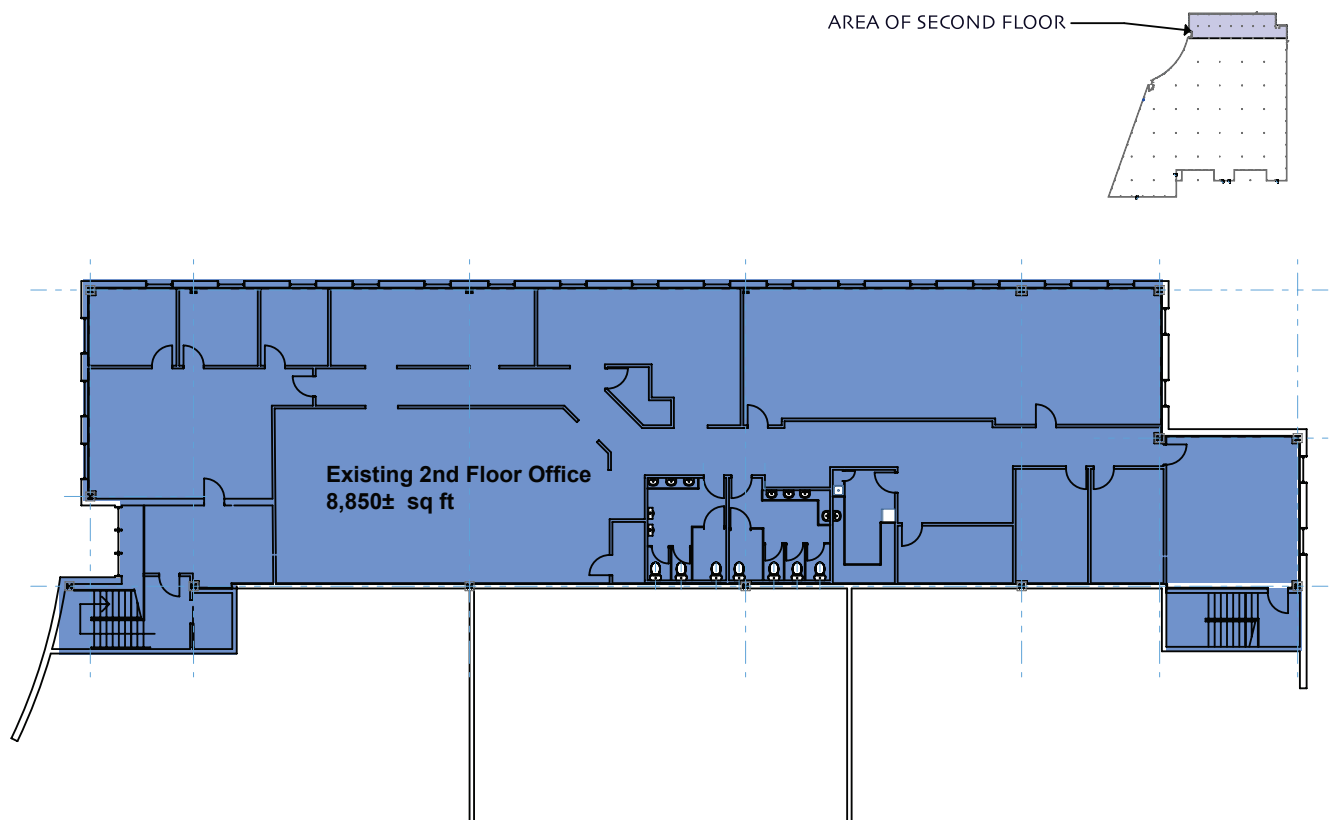 AREA OF SECOND FLOOR
Existing 2nd Floor Office
8,850± sq ft